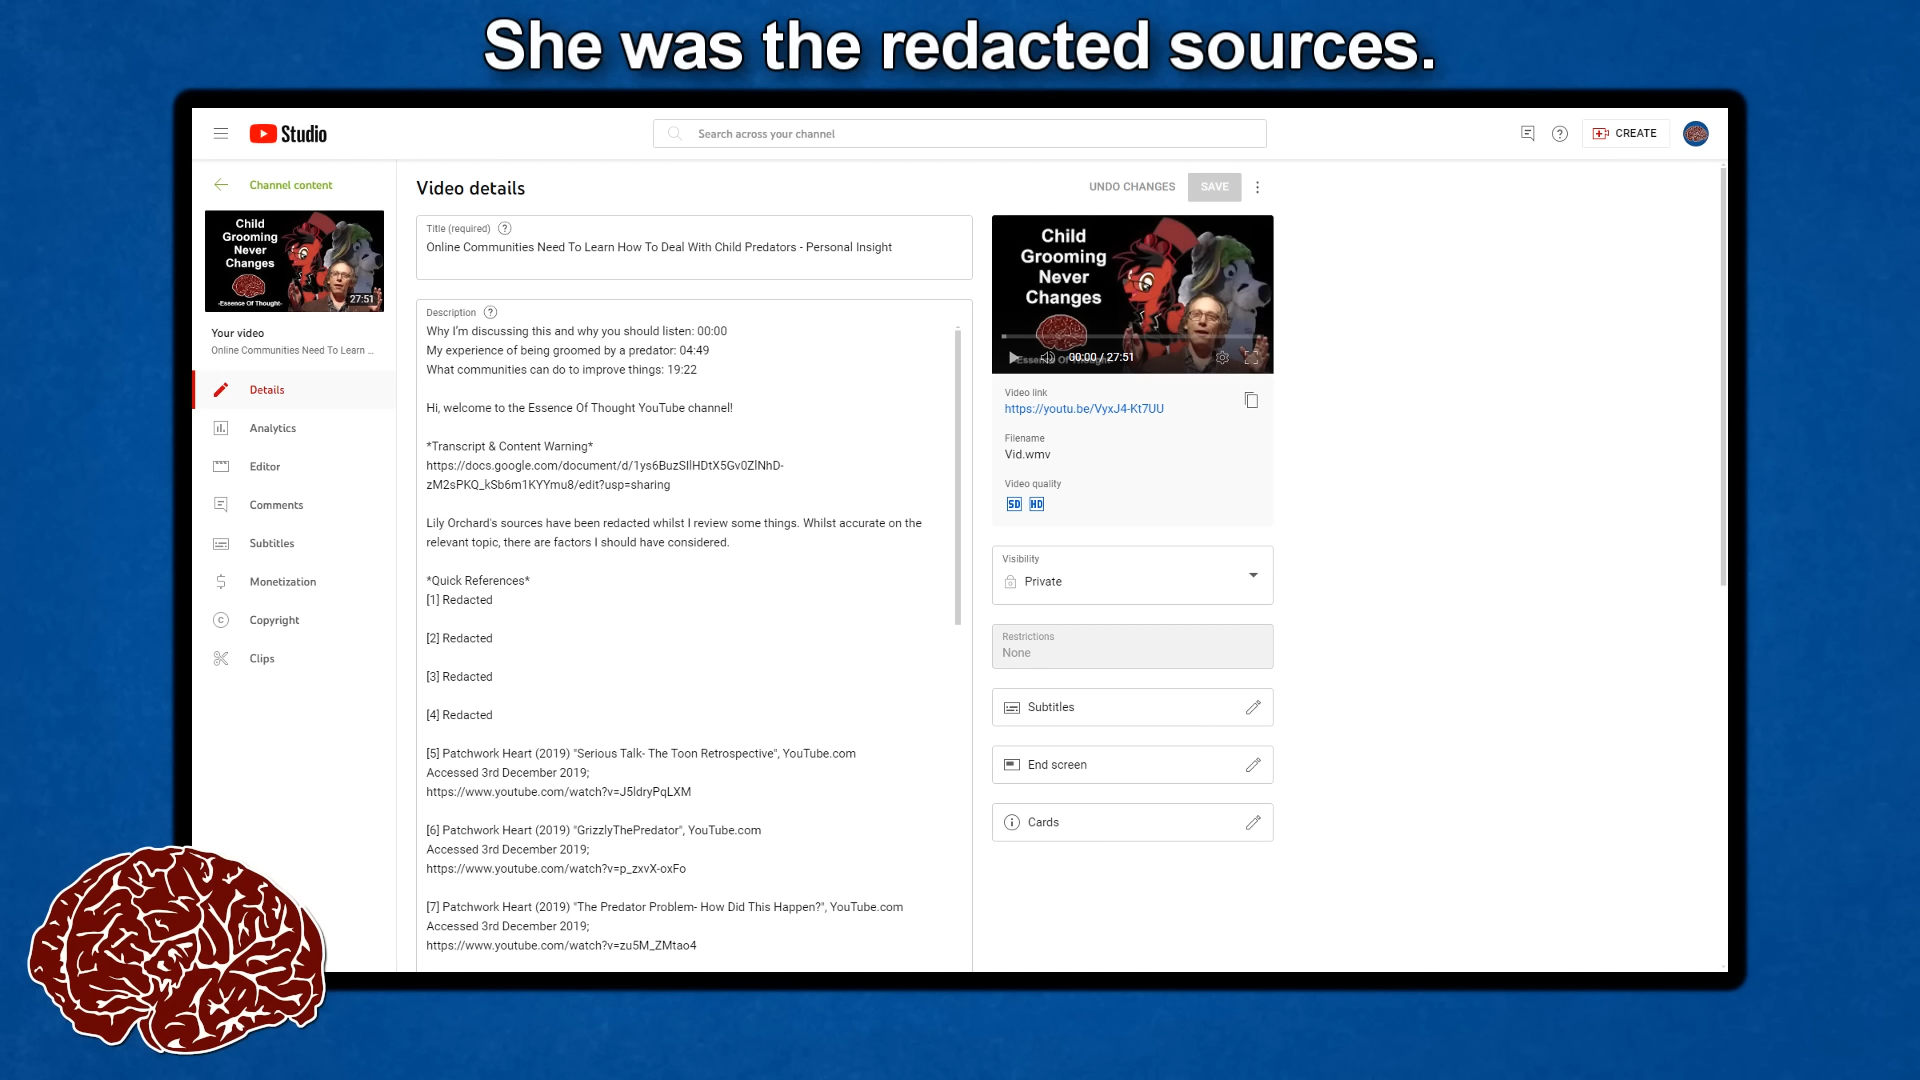 She was the redacted sources.
Studio
Search across your channel
CREATE
Channel content
Child
Grooming
Never
Changes
-Essence Of Thought-
27:51
Your video
Online Communities Need To Learn ...
Details
Analytics
Editor
Comments
Subtitles
Monetization
Copyright
Clips
Video details
UNDO CHANGES
SAVE
Title (required)
Online Communities Need To Learn How To Deal With Child Predators - Personal Insight
Description
Why I'm discussing this and why you should listen: 00:00
My experience of being groomed by a predator: 04:49
What communities can do to improve things: 19:22
Hi, welcome to the Essence Of Thought YouTube channel!
*Transcript & Content Warning*
https://docs.google.com/document/d/1ys6BuzSIlHDtX5Gv0ZlNhD-
zM2sPKQ_kSb6m1KYYmu8/edit?usp=sharing
Lily Orchard's sources have been redacted whilst I review some things. Whilst accurate on the
relevant topic, there are factors I should have considered.
*Quick References*
[1] Redacted
[2] Redacted
[3] Redacted
[4] Redacted
[5] Patchwork Heart (2019) "Serious Talk- The Toon Retrospective", YouTube.com
Accessed 3rd December 2019;
https://www.youtube.com/watch?v=J5ldryPqLXM
[6] Patchwork Heart (2019) "GrizzlyThePredator", YouTube.com
Accessed 3rd December 2019;
https://www.youtube.com/watch?v=p_zxvX-oxFo
[7] Patchwork Heart (2019) "The Predator Problem- How Did This Happen?", YouTube.com
Accessed 3rd December 2019;
https://www.youtube.com/watch?v=zu5M_ZMtao4
Child
Grooming
Never
Changes
00:00 / 27:51
Video link
https://youtu.be/VyxJ4-Kt7UU
Filename
Vid.wmv
Video quality
SD HD
Visibility
Private
Restrictions
None
Subtitles
End screen
Cards